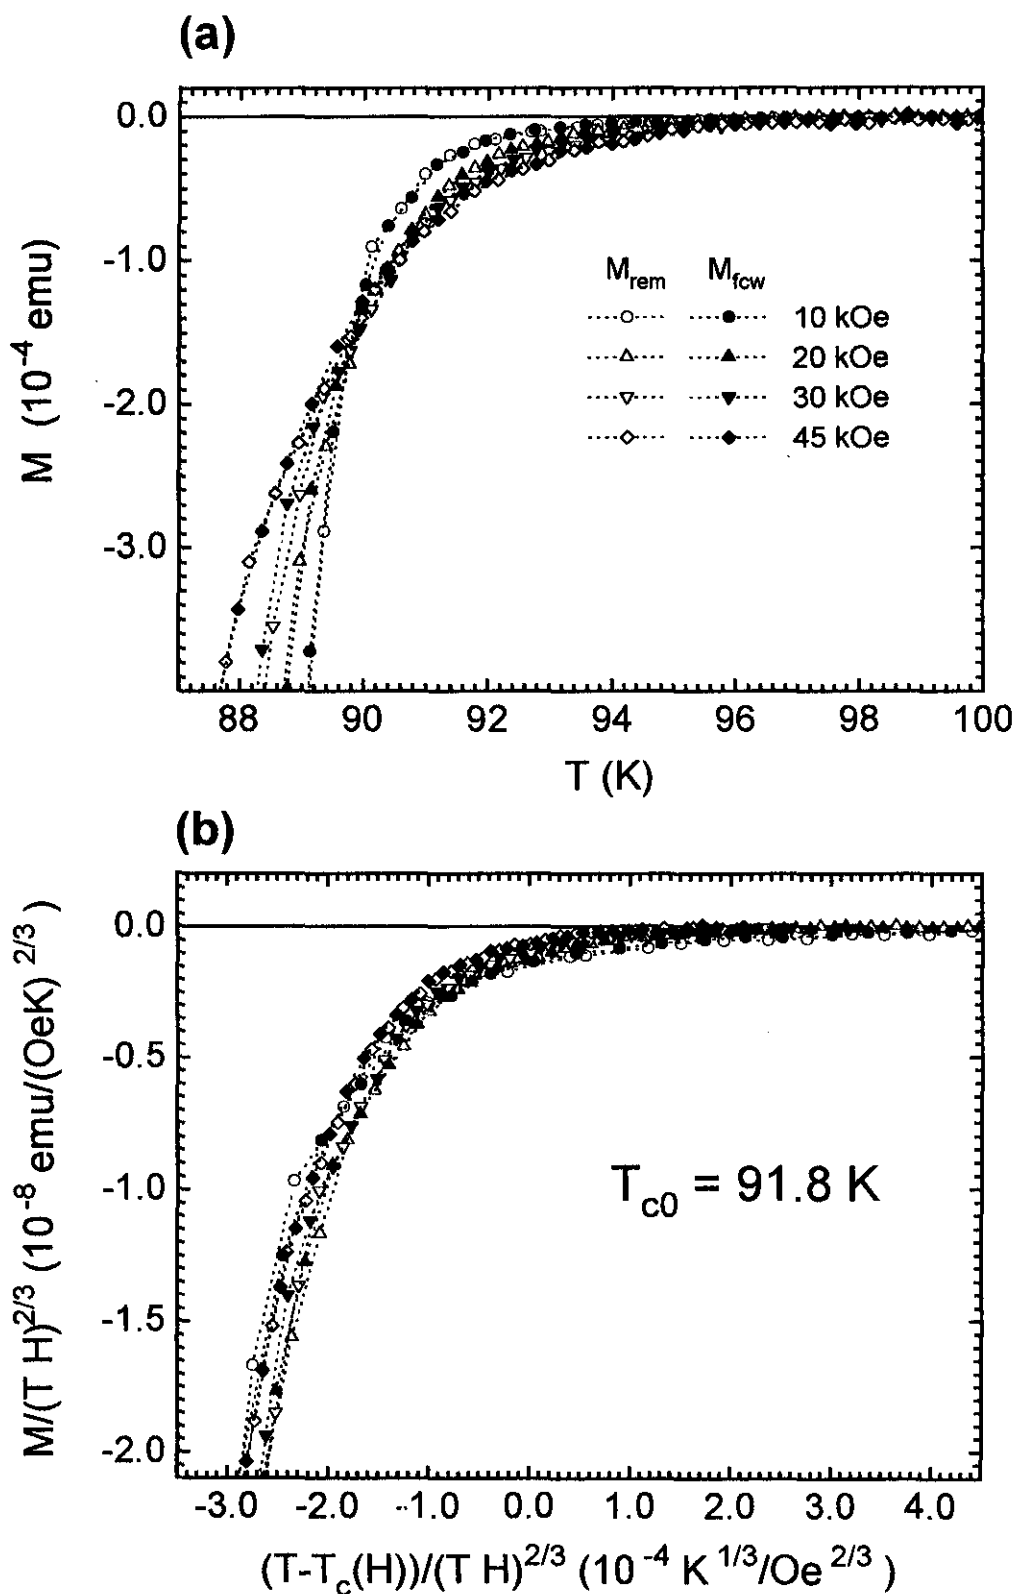 (a)
0.0
-1.0
-2.0
-3.0
M (10⁻⁴ emu)
M_rem M_fcw
10 kOe
20 kOe
30 kOe
45 kOe
88 90 92 94 96 98 100
T (K)
(b)
0.0
-0.5
-1.0
-1.5
-2.0
M/(T H)^2/3 (10⁻⁸ emu/(OeK) ^2/3)
T_c0 = 91.8 K
-3.0 -2.0 -1.0 0.0 1.0 2.0 3.0 4.0
(T-T_c(H))/(T H)^2/3 (10⁻⁴ K^1/3/Oe^2/3 )